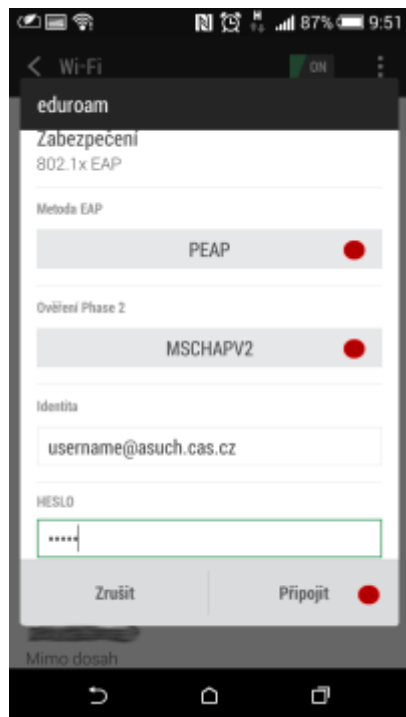 87% 9:51
Wi-Fi ON
eduroam
Zabezpečení
802.1x EAP
Metoda EAP
PEAP
Ověření Phase 2
MSCHAPV2
Identita
username@asuch.cas.cz
HESLO
•••••
Zrušit Připojit
Mimo dosah